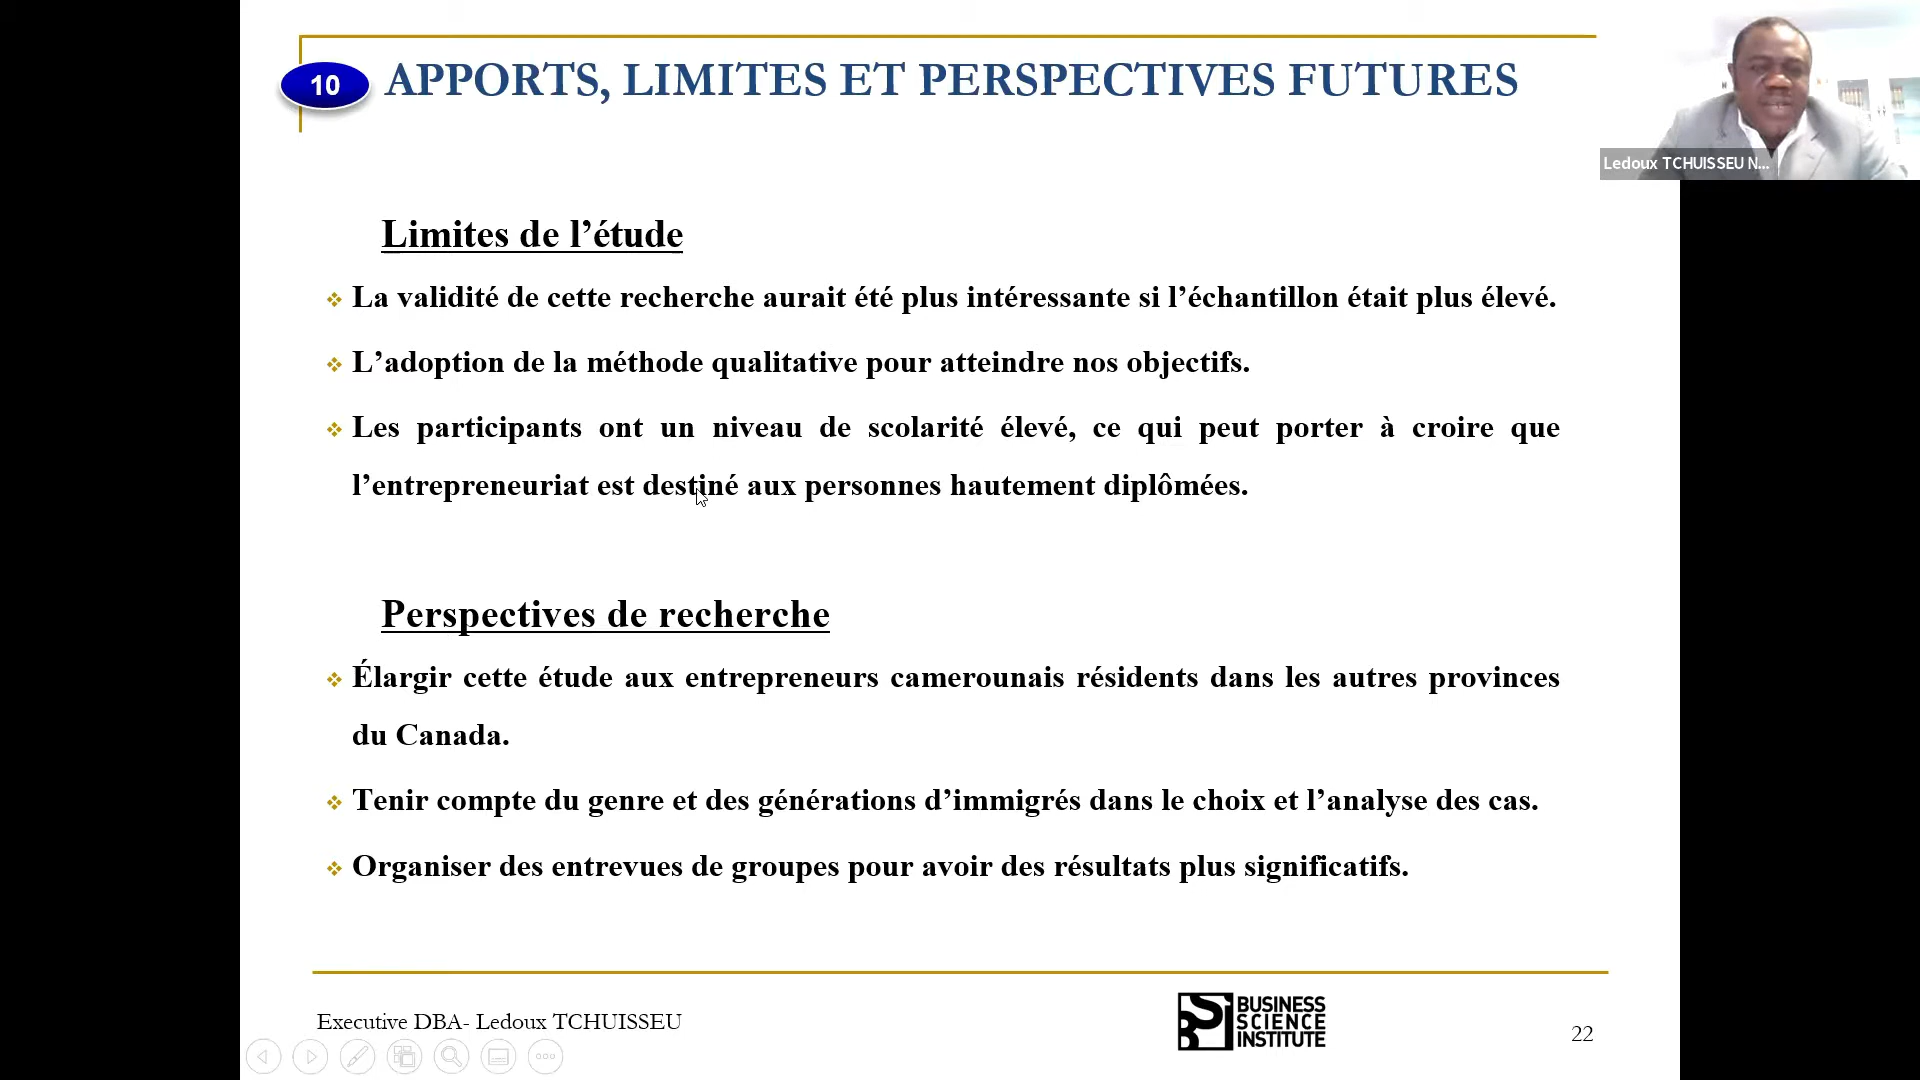 10
APPORTS, LIMITES ET PERSPECTIVES FUTURES
Ledoux TCHUISSEU N...
Limites de l’étude
La validité de cette recherche aurait été plus intéressante si l’échantillon était plus élevé.
L’adoption de la méthode qualitative pour atteindre nos objectifs.
Les participants ont un niveau de scolarité élevé, ce qui peut porter à croire que
l’entrepreneuriat est destiné aux personnes hautement diplômées.
Perspectives de recherche
Élargir cette étude aux entrepreneurs camerounais résidents dans les autres provinces
du Canada.
Tenir compte du genre et des générations d’immigrés dans le choix et l’analyse des cas.
Organiser des entrevues de groupes pour avoir des résultats plus significatifs.
Executive DBA- Ledoux TCHUISSEU
BUSINESS
SCIENCE
INSTITUTE
22